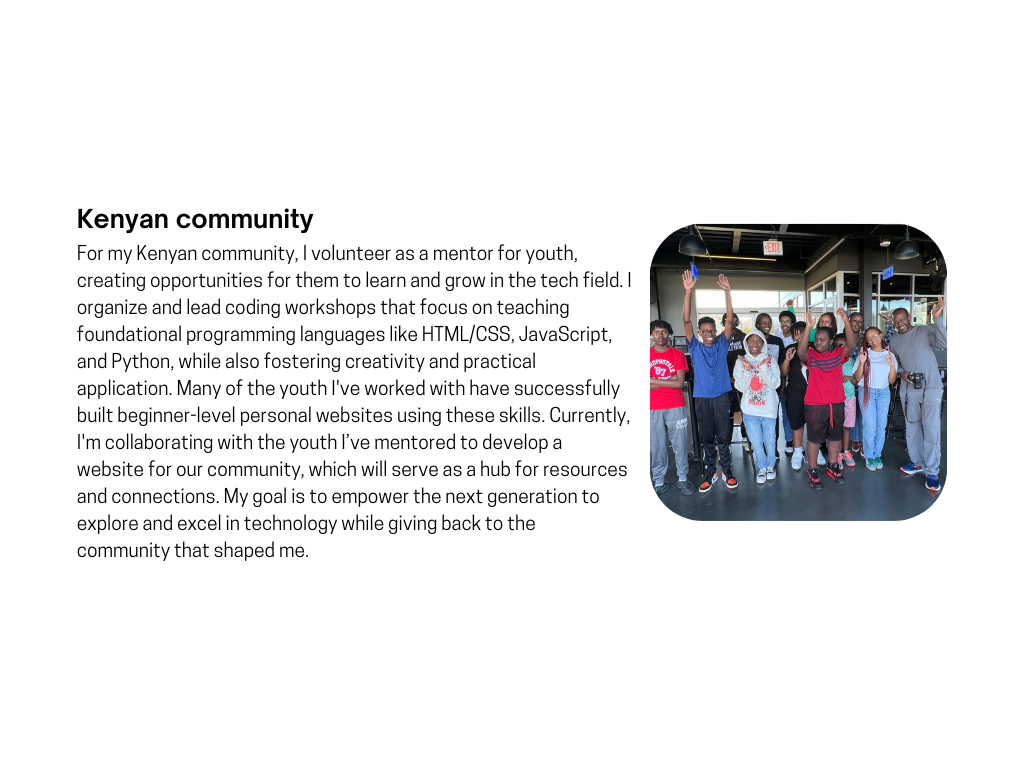 Kenyan community
For my Kenyan community, I volunteer as a mentor for youth,
creating opportunities for them to learn and grow in the tech field. I
organize and lead coding workshops that focus on teaching
foundational programming languages like HTML/CSS, JavaScript,
and Python, while also fostering creativity and practical
application. Many of the youth I've worked with have successfully
built beginner-level personal websites using these skills. Currently,
I'm collaborating with the youth I’ve mentored to develop a
website for our community, which will serve as a hub for resources
and connections. My goal is to empower the next generation to
explore and excel in technology while giving back to the
community that shaped me.
EXIT
87